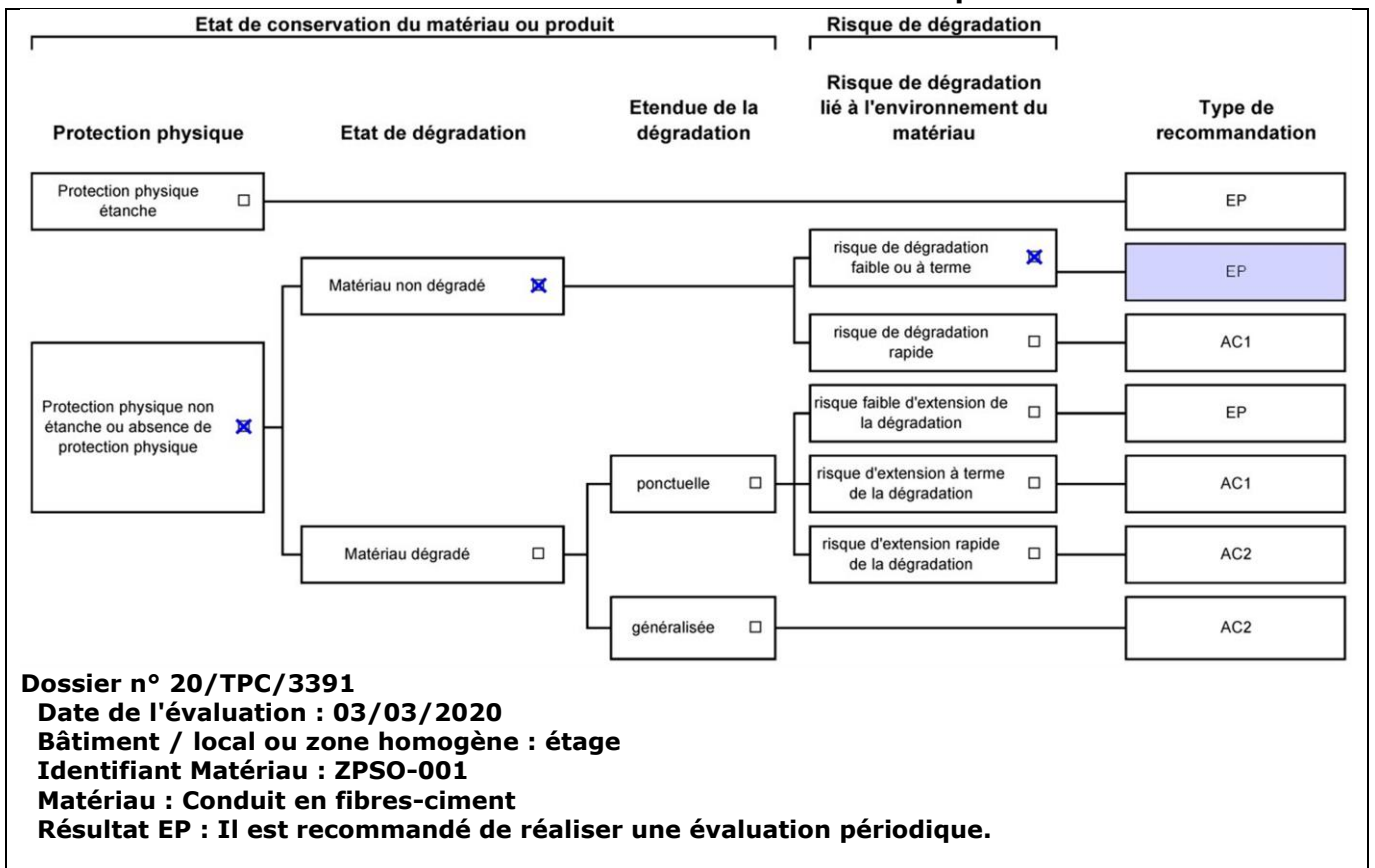 Etat de conservation du matériau ou produit
Risque de dégradation
Protection physique
Etat de dégradation
Etendue de la
dégradation
Risque de dégradation
lié à l'environnement du
matériau
Type de
recommandation
Protection physique
étanche
EP
risque de dégradation
faible ou à terme
EP
Matériau non dégradé
risque de dégradation
rapide
AC1
Protection physique non
étanche ou absence de
protection physique
risque faible d'extension de
la dégradation
EP
ponctuelle
risque d'extension à terme
de la dégradation
AC1
Matériau dégradé
risque d'extension rapide
de la dégradation
AC2
généralisée
AC2
Dossier n° 20/TPC/3391
Date de l'évaluation : 03/03/2020
Bâtiment / local ou zone homogène : étage
Identifiant Matériau : ZPSO-001
Matériau : Conduit en fibres-ciment
Résultat EP : Il est recommandé de réaliser une évaluation périodique.